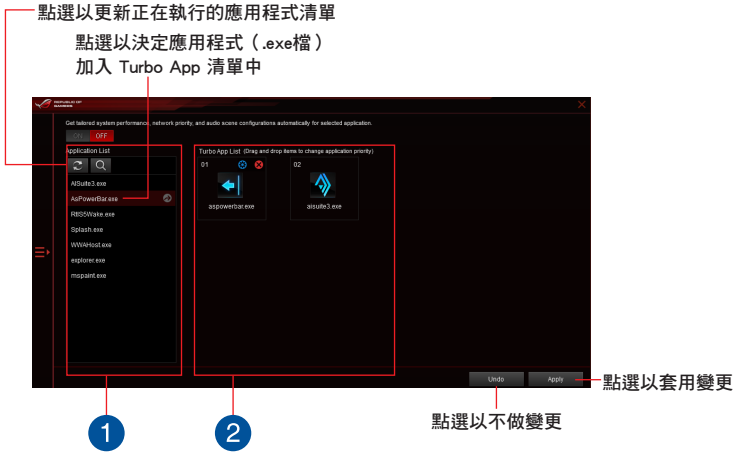 點選以更新正在執行的應用程式清單
點選以決定應用程式（.exe檔）
加入 Turbo App 清單中
REPUBLIC OF
GAMERS
Get tailored system performance, network priority, and audio scene configurations automatically for selected application.
ON OFF
Application List
Turbo App List (Drag and drop items to change application priority)
01
02
AISuite3.exe
AsPowerBar.exe
RtlS5Wake.exe
Splash.exe
WWAHost.exe
explorer.exe
mspaint.exe
aspowerbar.exe
aisuite3.exe
Undo
Apply
點選以套用變更
點選以不做變更
1
2